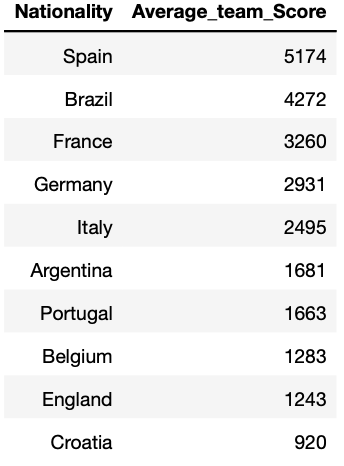 Nationality Average_team_Score
Spain 5174
Brazil 4272
France 3260
Germany 2931
Italy 2495
Argentina 1681
Portugal 1663
Belgium 1283
England 1243
Croatia 920